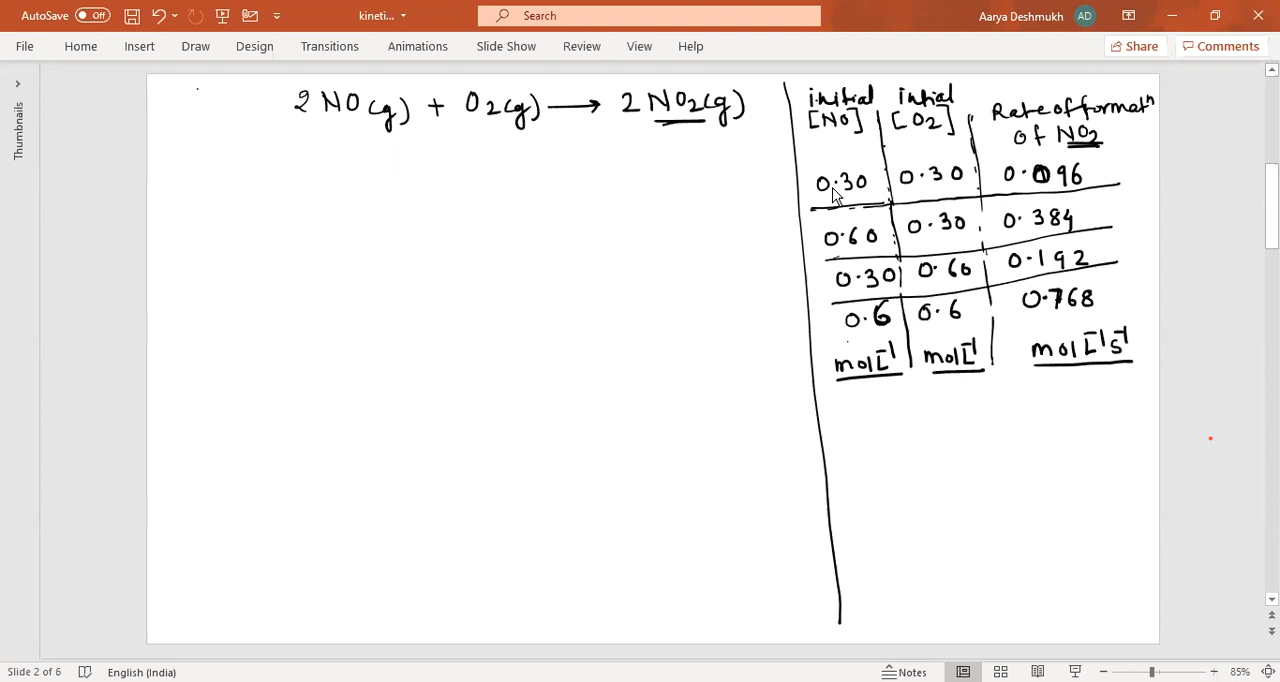 AutoSave Off kineti... Search Aarya Deshmukh AD
File Home Insert Draw Design Transitions Animations Slide Show Review View Help Share Comments
Thumbnails
2 NO(g) + O2(g) → 2 NO2(g)
initial [NO] intial [O2] Rate of formatn of NO2
0.30 0.30 0.096
0.60 0.30 0.384
0.30 0.60 0.192
0.6 0.6 0.768
mol L⁻¹ mol L⁻¹ mol L⁻¹ s⁻¹
Slide 2 of 6 English (India) Notes 85%